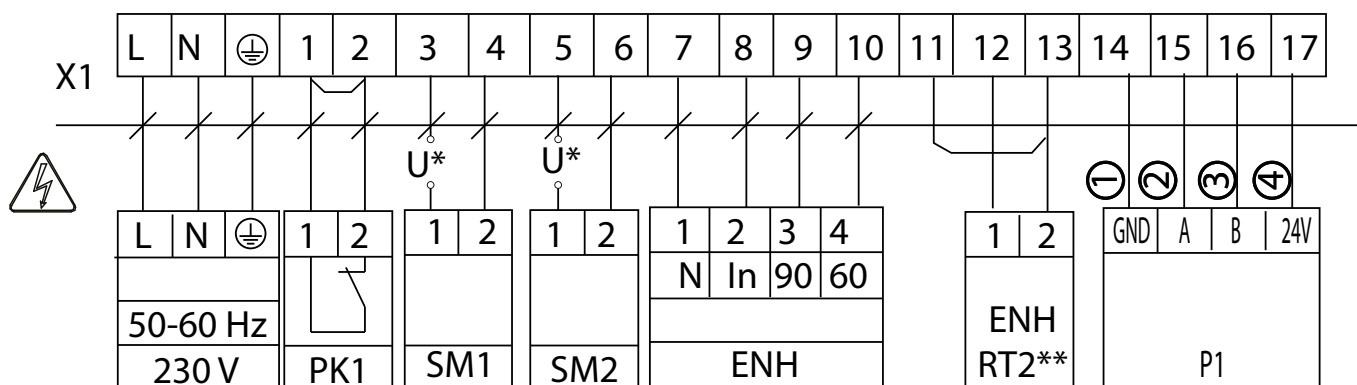 X1
L N 1 2 3 4 5 6 7 8 9 10 11 12 13 14 15 16 17
U* U*
1 2 3 4
L N 1 2 1 2 1 2 1 2 3 4 1 2 GND A B 24V
N In 90 60
50-60 Hz
230 V
PK1
SM1
SM2
ENH
ENH
RT2**
P1